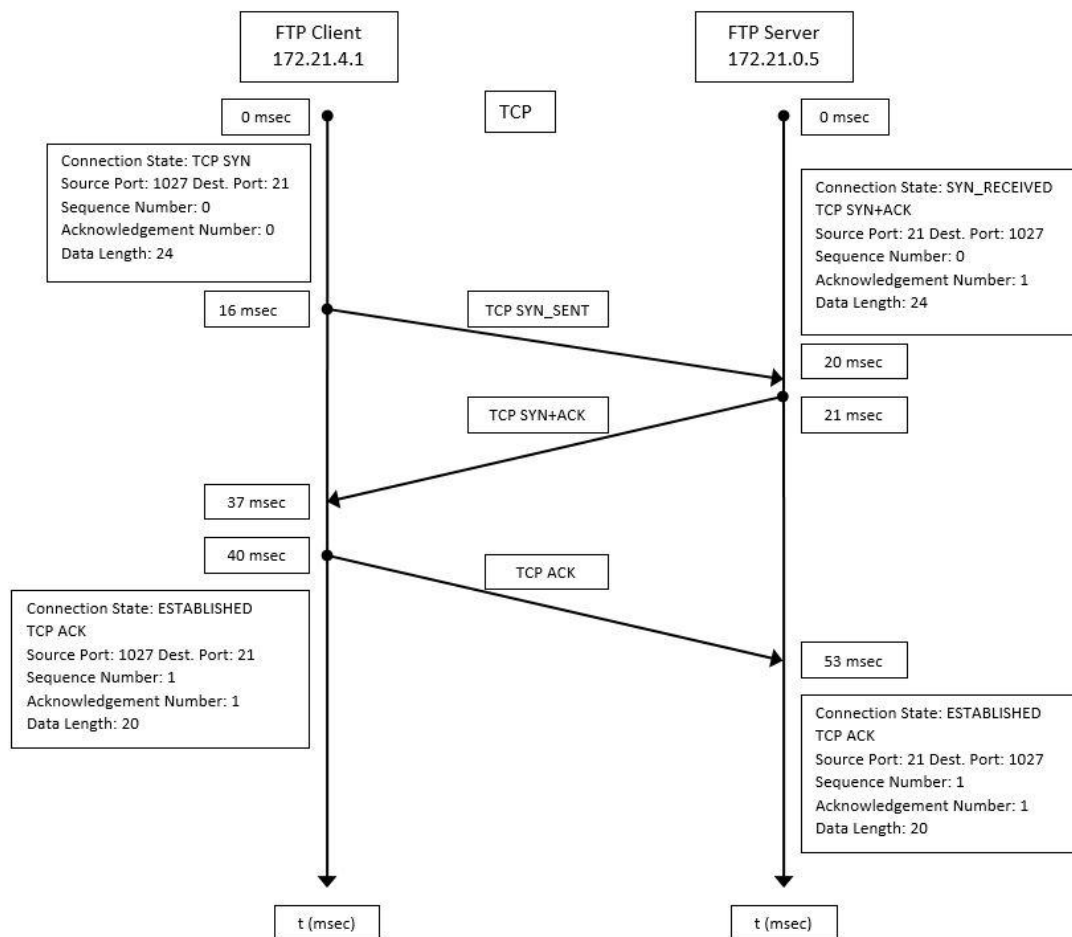 FTP Client
172.21.4.1
FTP Server
172.21.0.5
TCP
0 msec
0 msec
Connection State: TCP SYN
Source Port: 1027 Dest. Port: 21
Sequence Number: 0
Acknowledgement Number: 0
Data Length: 24
Connection State: SYN_RECEIVED
TCP SYN+ACK
Source Port: 21 Dest. Port: 1027
Sequence Number: 0
Acknowledgement Number: 1
Data Length: 24
16 msec
TCP SYN_SENT
20 msec
TCP SYN+ACK
21 msec
37 msec
40 msec
TCP ACK
Connection State: ESTABLISHED
TCP ACK
Source Port: 1027 Dest. Port: 21
Sequence Number: 1
Acknowledgement Number: 1
Data Length: 20
53 msec
Connection State: ESTABLISHED
TCP ACK
Source Port: 21 Dest. Port: 1027
Sequence Number: 1
Acknowledgement Number: 1
Data Length: 20
t (msec)
t (msec)